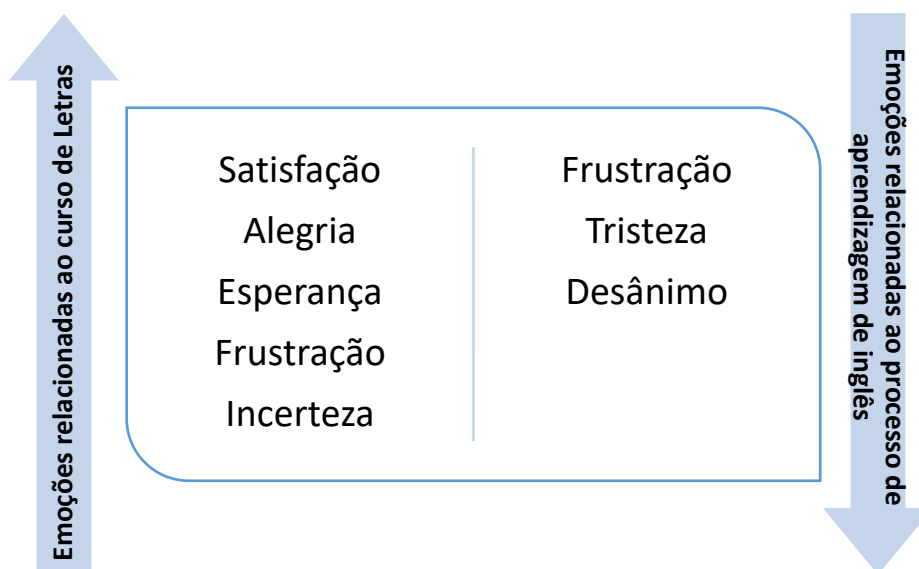 Emoções relacionadas ao curso de Letras
Satisfação
Alegria
Esperança
Frustração
Incerteza
Frustração
Tristeza
Desânimo
Emoções relacionadas ao processo de
aprendizagem de inglês